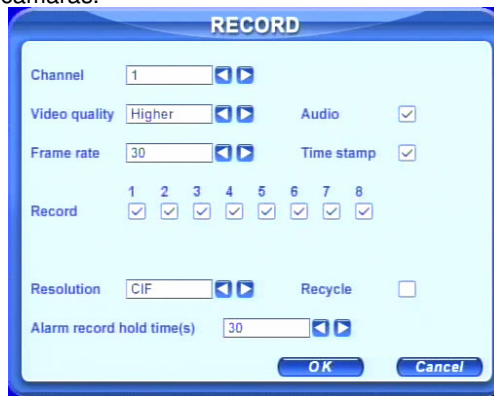 cámaras.
RECORD
Channel 1
Video quality Higher Audio
Frame rate 30 Time stamp
1 2 3 4 5 6 7 8
Record
Resolution CIF Recycle
Alarm record hold time(s) 30
OK Cancel